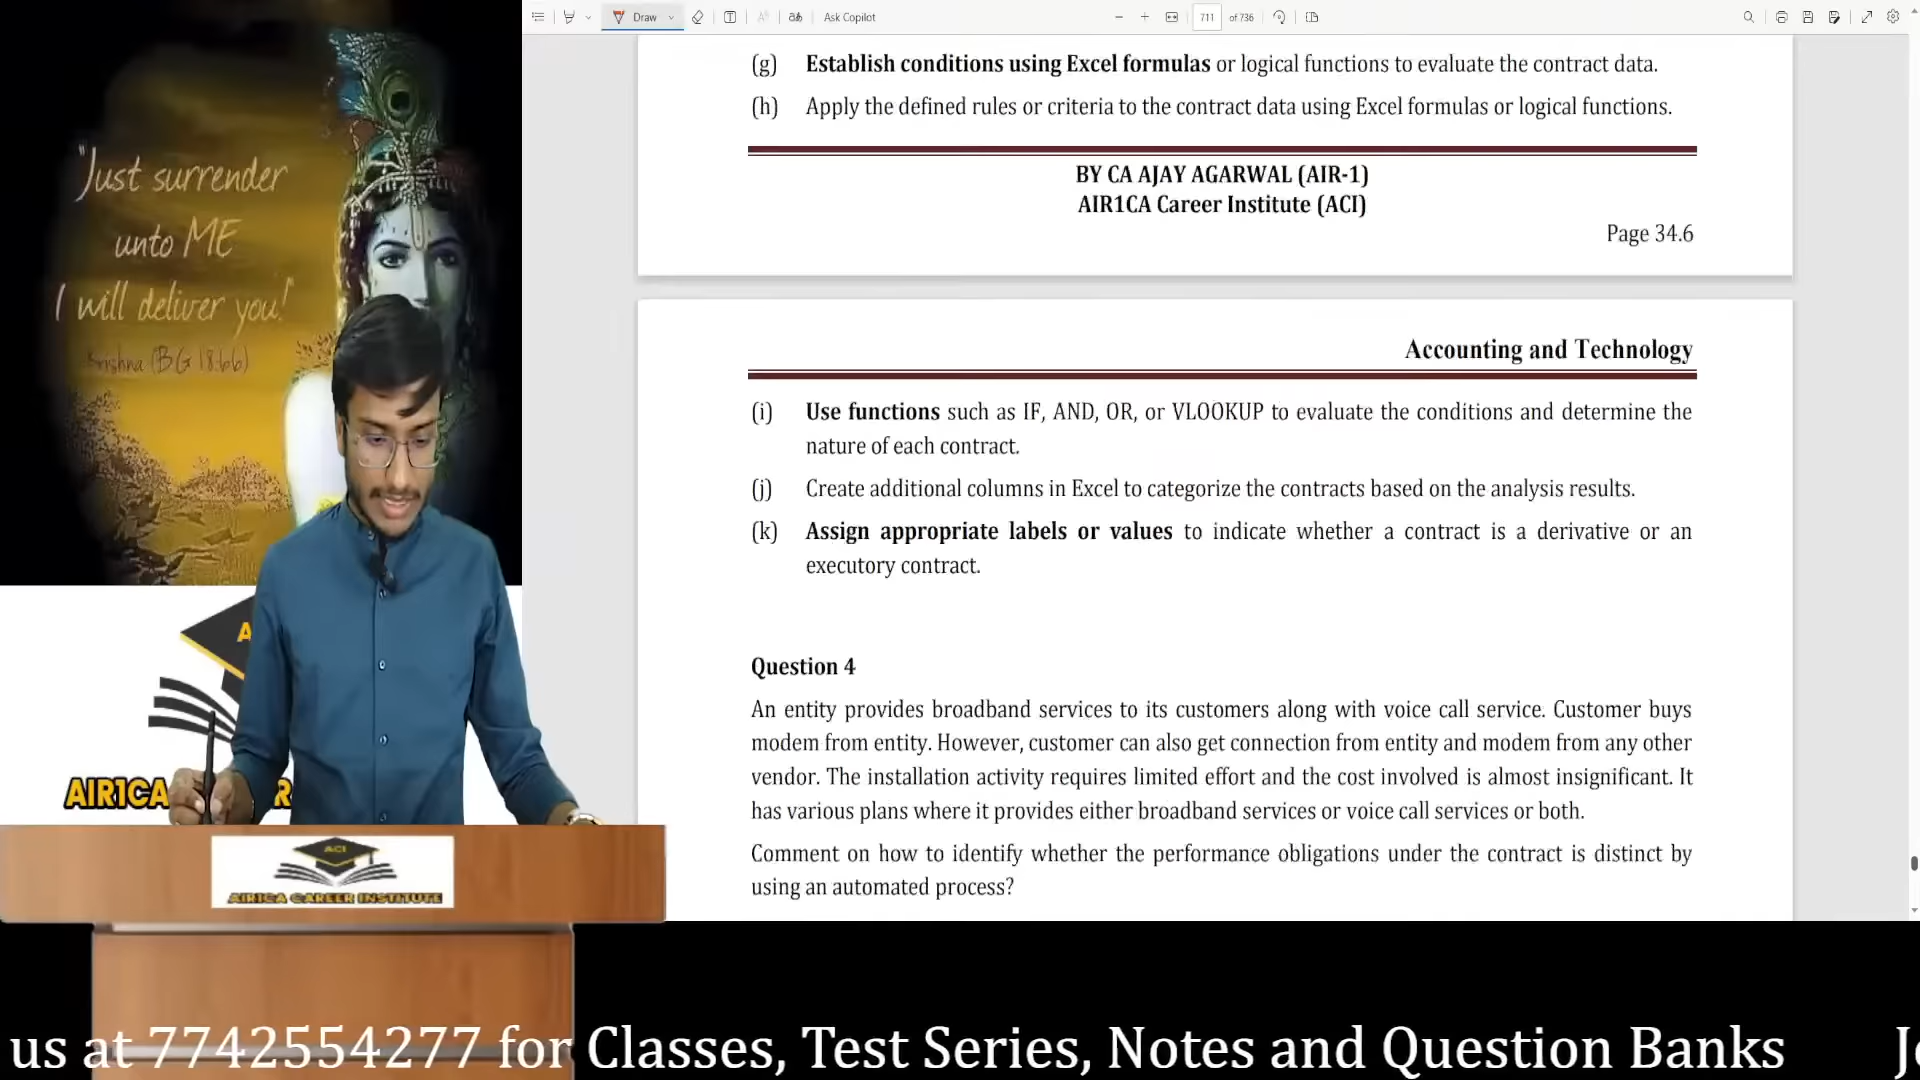 Draw
Ask Copilot
711 of 736
(g) Establish conditions using Excel formulas or logical functions to evaluate the contract data.
(h) Apply the defined rules or criteria to the contract data using Excel formulas or logical functions.
BY CA AJAY AGARWAL (AIR-1)
AIR1CA Career Institute (ACI)
Page 34.6
Accounting and Technology
(i) Use functions such as IF, AND, OR, or VLOOKUP to evaluate the conditions and determine the
nature of each contract.
(j) Create additional columns in Excel to categorize the contracts based on the analysis results.
(k) Assign appropriate labels or values to indicate whether a contract is a derivative or an
executory contract.
Question 4
An entity provides broadband services to its customers along with voice call service. Customer buys
modem from entity. However, customer can also get connection from entity and modem from any other
vendor. The installation activity requires limited effort and the cost involved is almost insignificant. It
has various plans where it provides either broadband services or voice call services or both.
Comment on how to identify whether the performance obligations under the contract is distinct by
using an automated process?
"Just surrender
unto ME
I will deliver you!"
Krishna (BG 18:66)
A
AIR1CA R
ACI
AIR1CA CAREER INSTITUTE
us at 7742554277 for Classes, Test Series, Notes and Question Banks